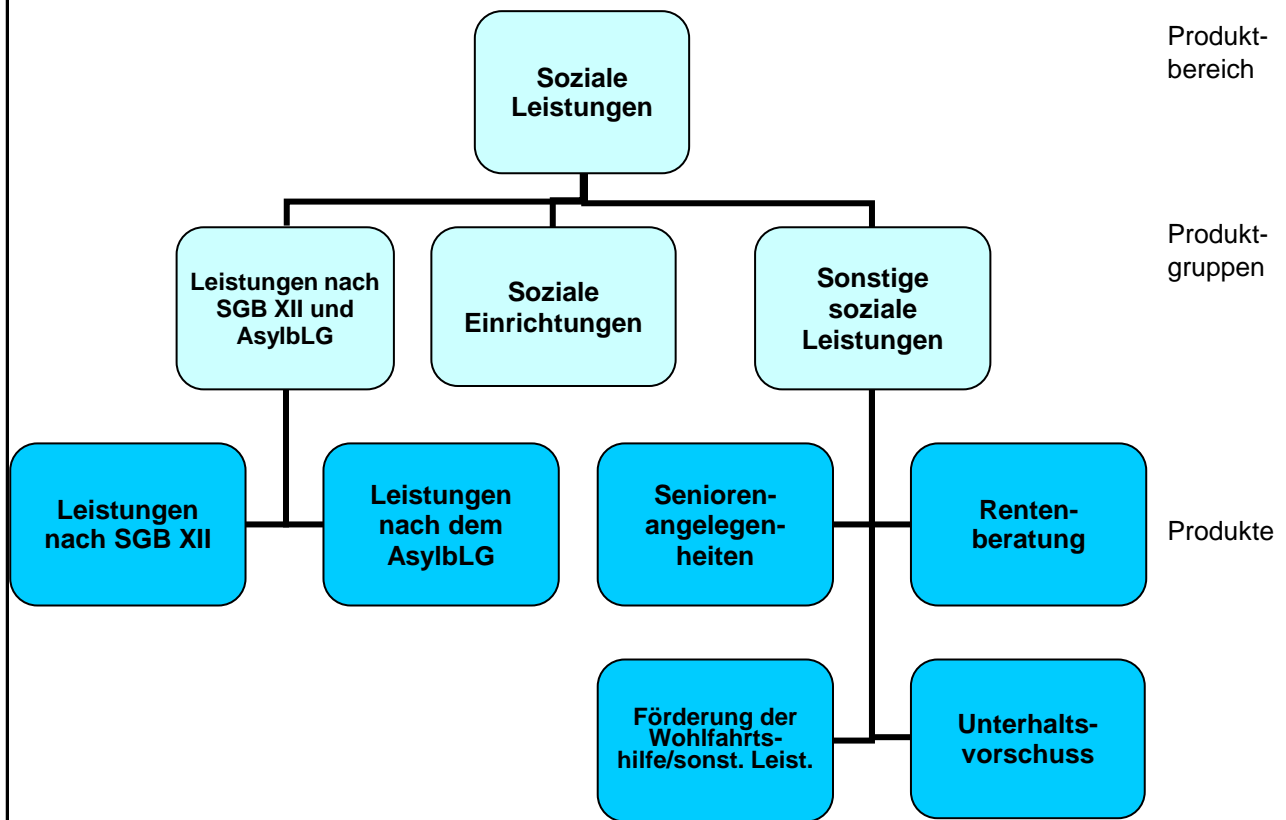 Produkt-
bereich
Soziale
Leistungen
Produkt-
gruppen
Leistungen nach
SGB XII und
AsylbLG
Soziale
Einrichtungen
Sonstige
soziale
Leistungen
Leistungen
nach SGB XII
Leistungen
nach dem
AsylbLG
Senioren-
angelegen-
heiten
Renten-
beratung
Produkte
Förderung der
Wohlfahrts-
hilfe/sonst. Leist.
Unterhalts-
vorschuss